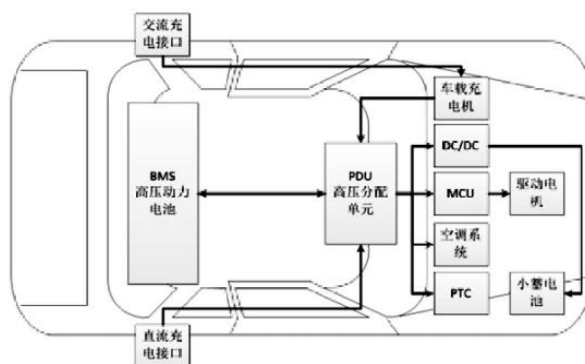 交流充
电接口
车载充
电机
DC/DC
BMS
高压动力
电池
PDU
高压分配
单元
MCU
驱动电
机
空调系
统
PTC
小蓄电
池
直流充
电接口